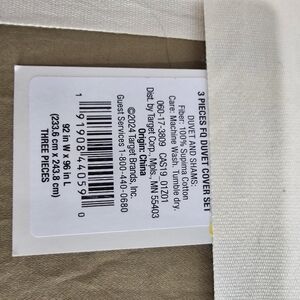 3 PIECES FQ DUVET COVER SET
DUVET AND SHAMS:
Fiber: 100% Supima Cotton
Care: Machine Wash. Tumble dry.
060-17-3809 CAS19 01Z01
Dist. by Target Corp., Mpls., MN 55403
Origin: China
©2024 Target Brands, Inc.
Guest Services 1-800-440-0680
1 91908 44059 0
92 in W x 96 in L
(233.6 cm x 243.8 cm)
THREE PIECES